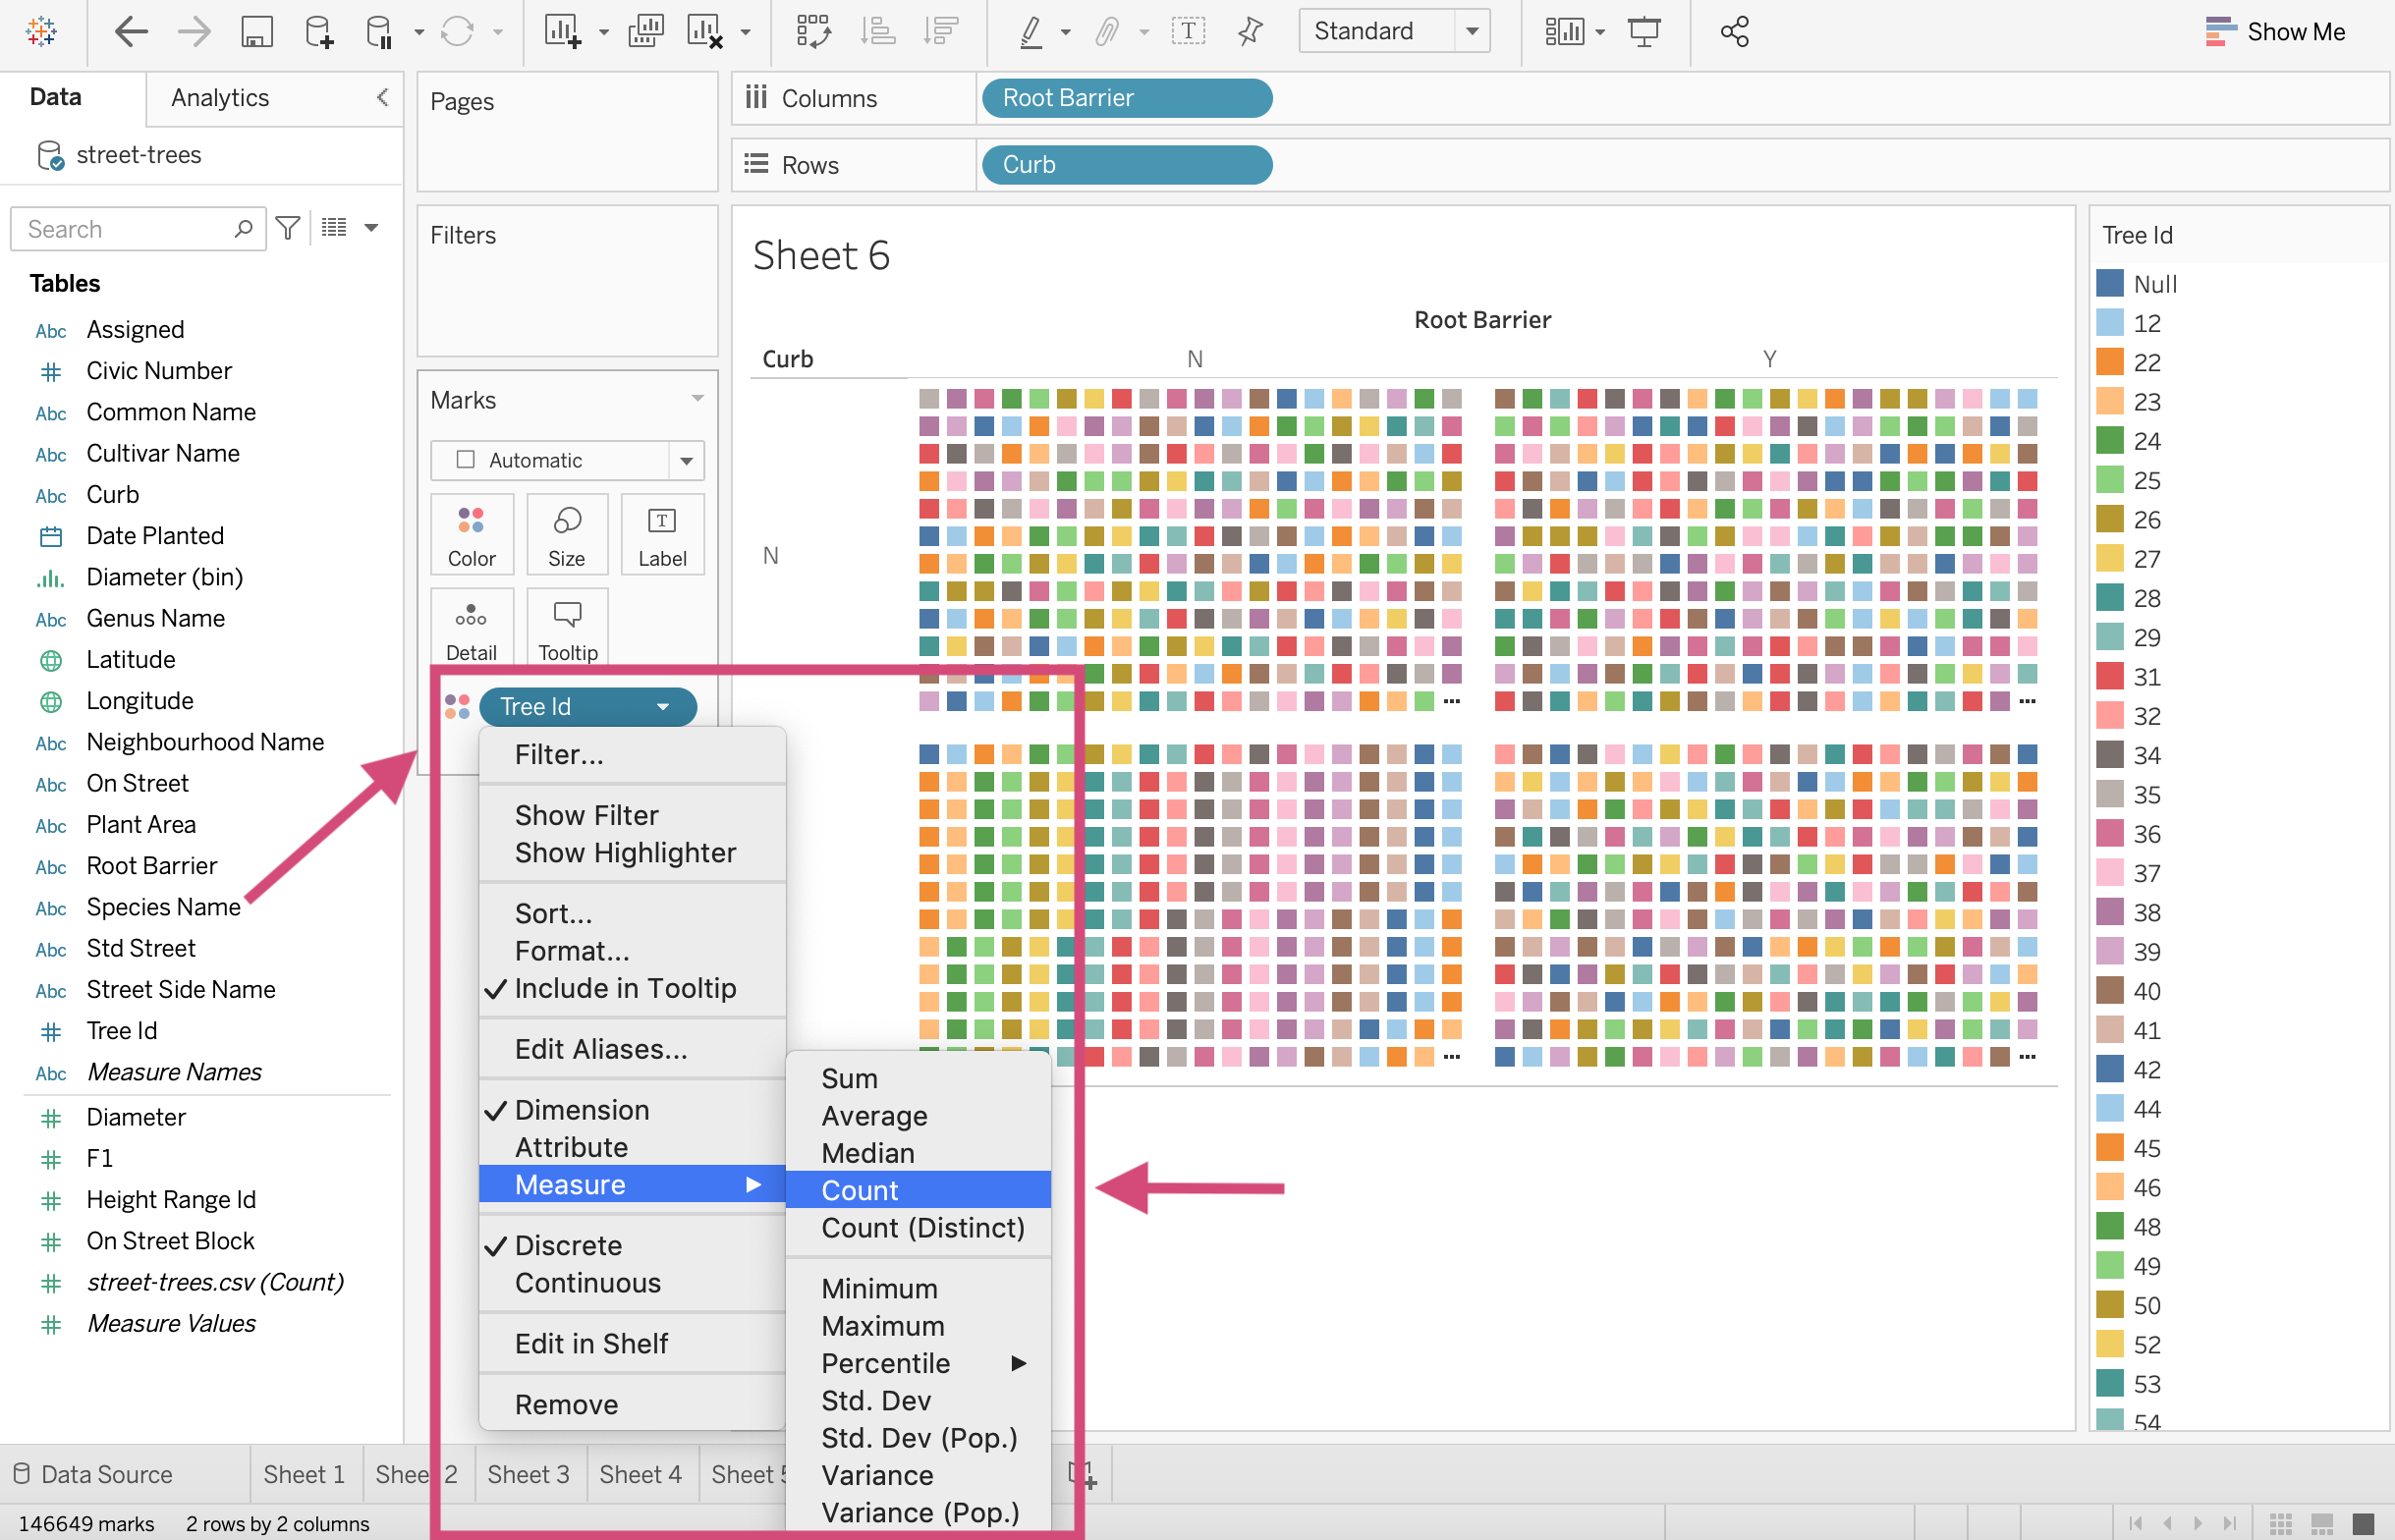 Standard
Show Me
Data
Analytics
street-trees
Search
Tables
Abc Assigned
Civic Number
Abc Common Name
Abc Cultivar Name
Abc Curb
Date Planted
Diameter (bin)
Abc Genus Name
Latitude
Longitude
Abc Neighbourhood Name
Abc On Street
Abc Plant Area
Abc Root Barrier
Abc Species Name
Abc Std Street
Abc Street Side Name
# Tree Id
Abc Measure Names
# Diameter
# F1
# Height Range Id
# On Street Block
# street-trees.csv (Count)
# Measure Values
Pages
Filters
Marks
Automatic
Color
Size
T
Label
Detail
Tooltip
Tree Id
Filter...
Show Filter
Show Highlighter
Sort...
Format...
Include in Tooltip
Edit Aliases...
Dimension
Attribute
Measure
Discrete
Continuous
Edit in Shelf
Remove
Sum
Average
Median
Count
Count (Distinct)
Minimum
Maximum
Percentile
Std. Dev
Std. Dev (Pop.)
Variance
Variance (Pop.)
Columns
Root Barrier
Rows
Curb
Sheet 6
Root Barrier
Curb N Y
N
Tree Id
Null
12
22
23
24
25
26
27
28
29
31
32
34
35
36
37
38
39
40
41
42
44
45
46
48
49
50
52
53
54
Data Source
Sheet 1
Shee 2
Sheet 3
Sheet 4
Sheet 5
146649 marks
2 rows by 2 columns